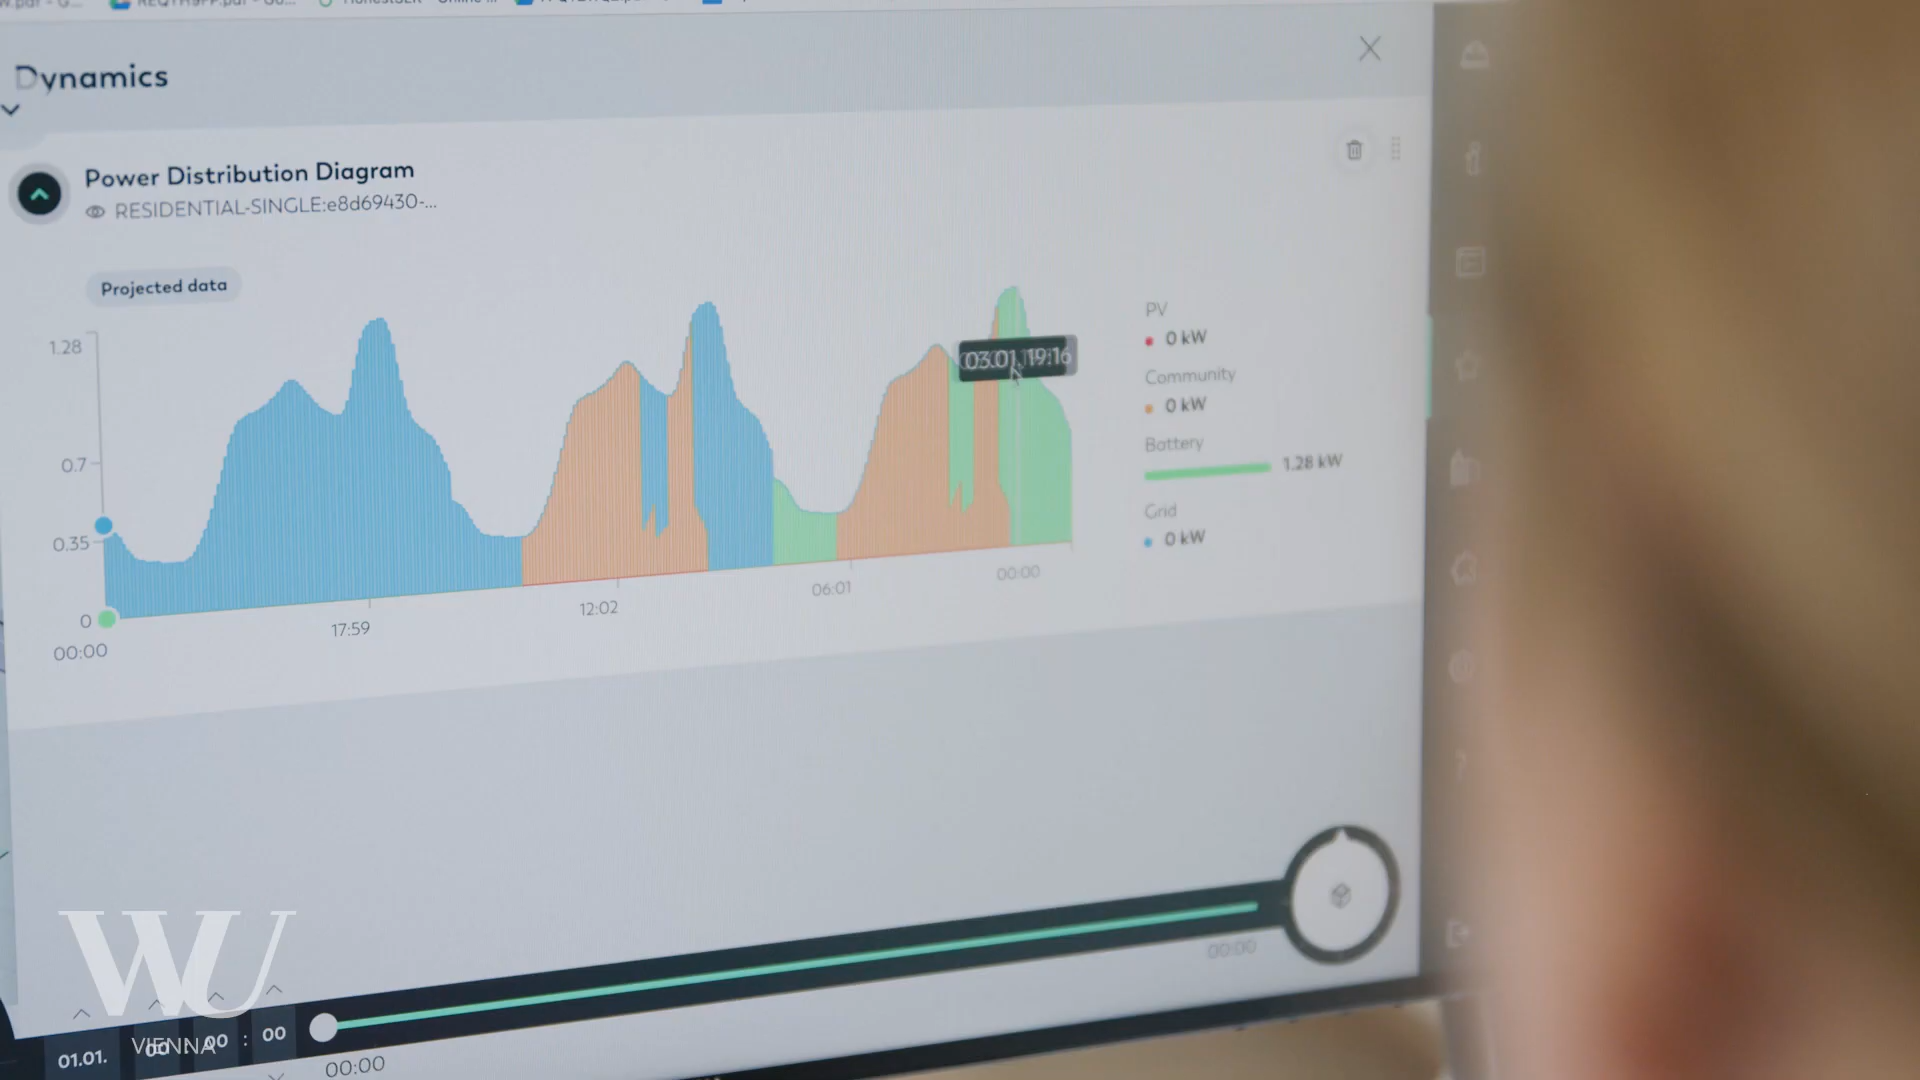 Dynamics
Power Distribution Diagram
RESIDENTIAL-SINGLE:e8d69430-...
Projected data
1.28
0.7
0.35
0
00:00
17:59
12:02
06:01
00:00
03.01, 19:16
PV
0 kW
Community
0 kW
Battery
1.28 kW
Grid
0 kW
00:00
01.01. 00 : 00 : 00
00:00
WU
VIENNA